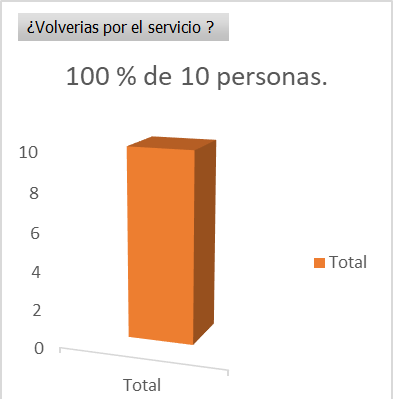 ¿Volverias por el servicio ?
100 % de 10 personas.
10
8
6
4
2
0
Total
Total